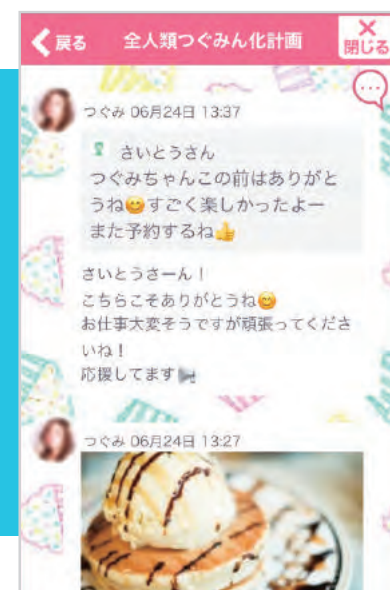 戻る 全人類つぐみん化計画 閉じる
つぐみ 06月24日 13:37
さいとうさん
つぐみちゃんこの前はありがと
うね😊すごく楽しかったよー
また予約するね👍
さいとうさーん！
こちらこそありがとうね😊
お仕事大変そうですが頑張ってくださ
いね！
応援してます📣
つぐみ 06月24日 13:27